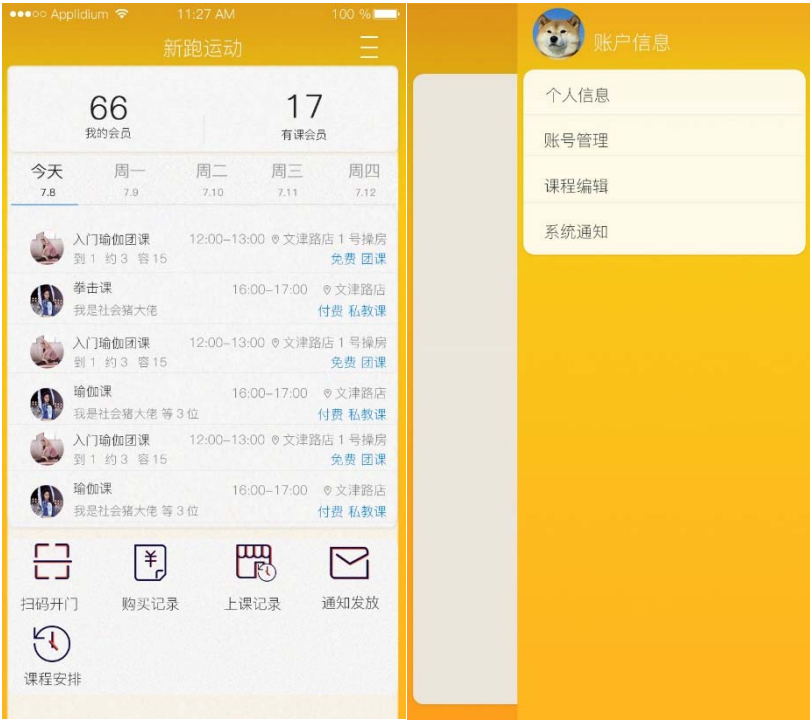 ●●●○○ Applidium 11:27 AM 100 %
新跑运动
66 17
我的会员 有课会员
今天 周一 周二 周三 周四
7.8 7.9 7.10 7.11 7.12
入门瑜伽团课 12:00–13:00 文津路店 1 号操房
到 1 约 3 容 15 免费 团课
拳击课 16:00–17:00 文津路店
我是社会猪大佬 付费 私教课
入门瑜伽团课 12:00–13:00 文津路店 1 号操房
到 1 约 3 容 15 免费 团课
瑜伽课 16:00–17:00 文津路店
我是社会猪大佬 等 3 位 付费 私教课
入门瑜伽团课 12:00–13:00 文津路店 1 号操房
到 1 约 3 容 15 免费 团课
瑜伽课 16:00–17:00 文津路店
我是社会猪大佬 等 3 位 付费 私教课
扫码开门 购买记录 上课记录 通知发放
课程安排
账户信息
个人信息
账号管理
课程编辑
系统通知